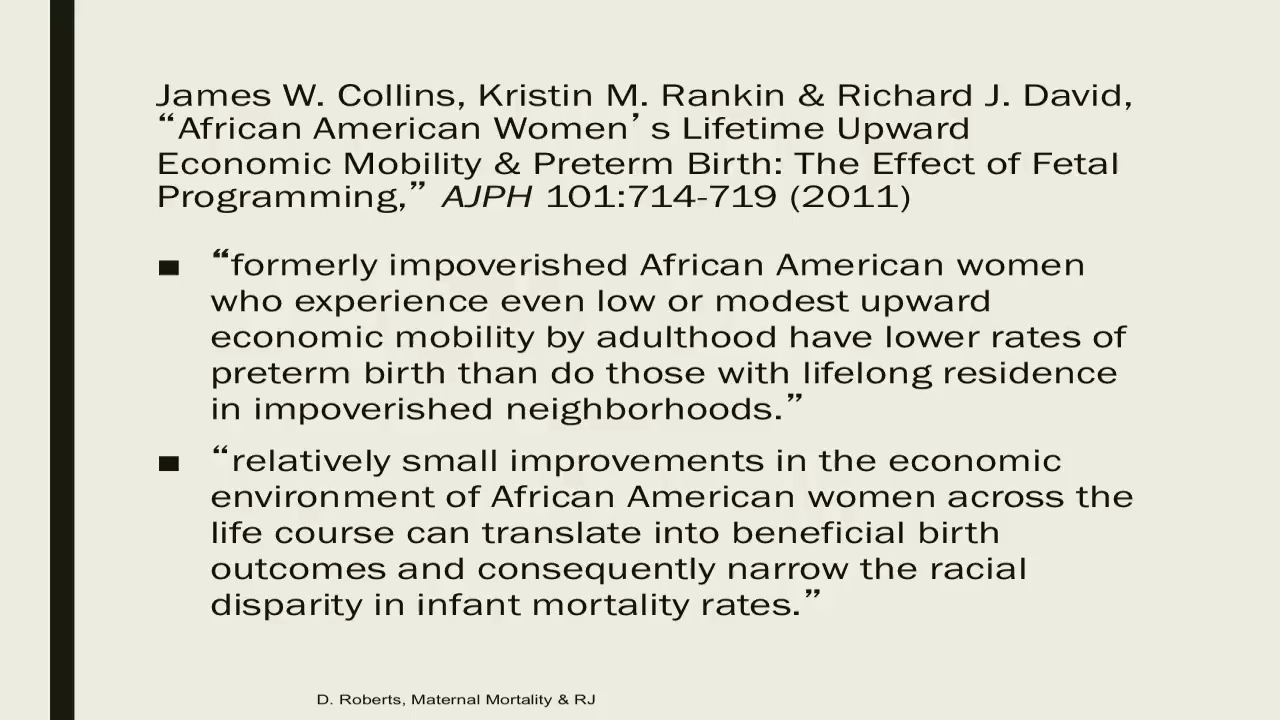 James W. Collins, Kristin M. Rankin & Richard J. David,
“African American Women’ s Lifetime Upward
Economic Mobility & Preterm Birth: The Effect of Fetal
Programming,” AJPH 101:714-719 (2011)
■ “formerly impoverished African American women
who experience even low or modest upward
economic mobility by adulthood have lower rates of
preterm birth than do those with lifelong residence
in impoverished neighborhoods.”
■ “relatively small improvements in the economic
environment of African American women across the
life course can translate into beneficial birth
outcomes and consequently narrow the racial
disparity in infant mortality rates.”
D. Roberts, Maternal Mortality & RJ